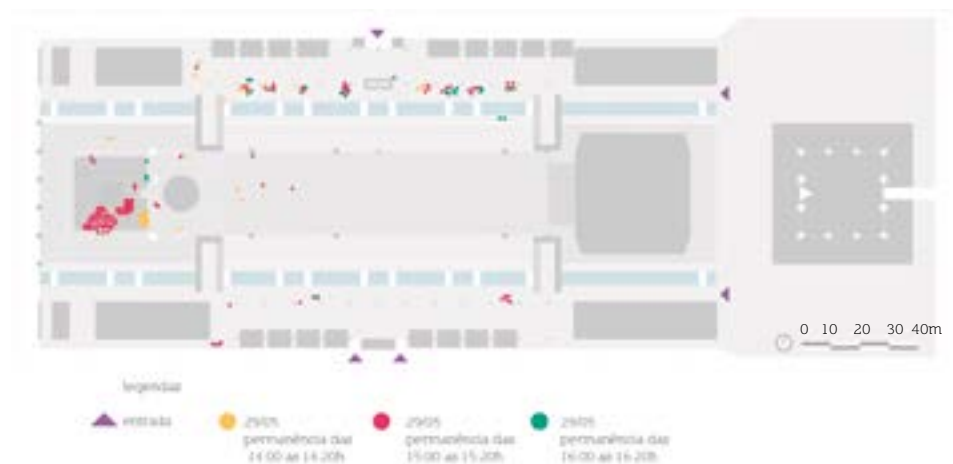 0 10 20 30 40m
legendas
entrada
29/05
permanência das
14:00 às 14:20h
29/05
permanência das
15:00 às 15:20h
29/05
permanência das
16:00 às 16:20h